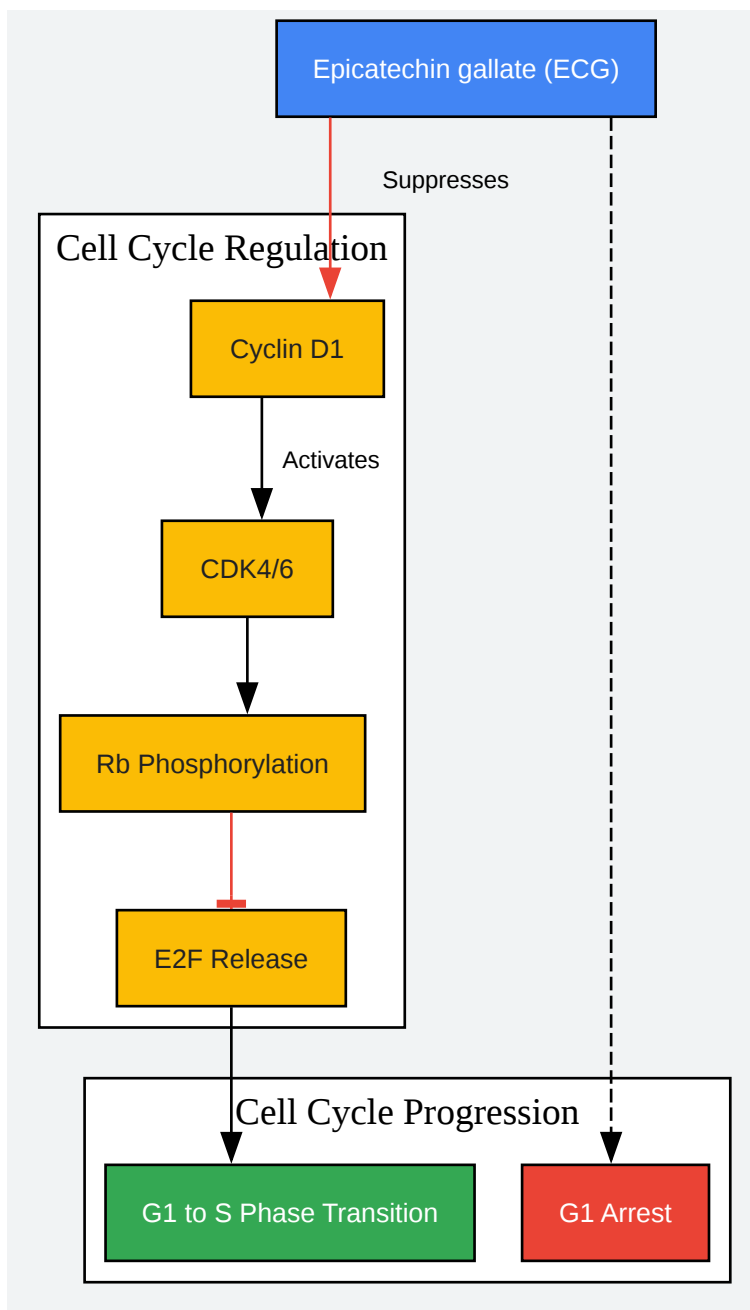 Epicatechin gallate (ECG)
Suppresses
Cell Cycle Regulation
Cyclin D1
Activates
CDK4/6
Rb Phosphorylation
E2F Release
Cell Cycle Progression
G1 to S Phase Transition
G1 Arrest